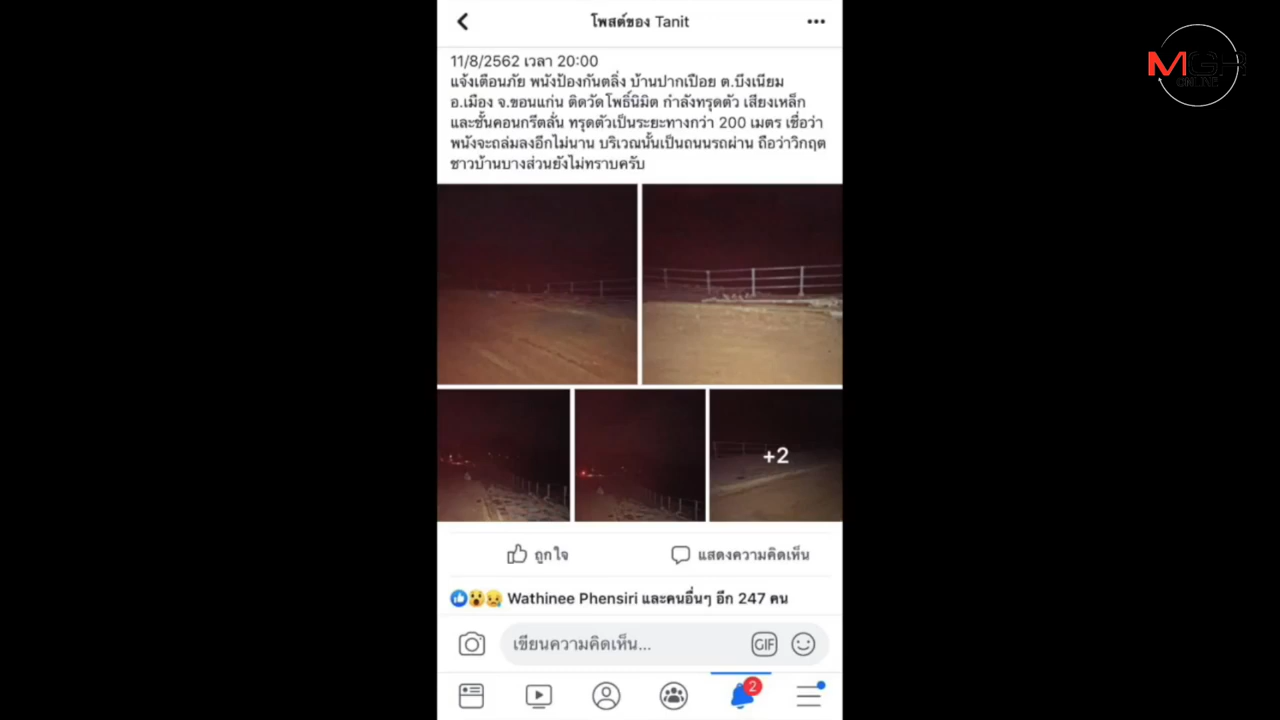 โพสต์ของ Tanit
MGR
ONLINE
11/8/2562 เวลา 20:00
แจ้งเตือนภัย พนังป้องกันตลิ่ง บ้านปากเปือย ต.บึงเนียม
อ.เมือง จ.ขอนแก่น ติดวัดโพธิ์นิมิต กำลังทรุดตัว เสียงเหล็ก
และชั้นคอนกรีตลั่น ทรุดตัวเป็นระยะทางกว่า 200 เมตร เชื่อว่า
พนังจะถล่มลงอีกไม่นาน บริเวณนั้นเป็นถนนรถผ่าน ถือว่าวิกฤต
ชาวบ้านบางส่วนยังไม่ทราบครับ
+2
ถูกใจ
แสดงความคิดเห็น
Wathinee Phensiri และคนอื่นๆ อีก 247 คน
เขียนความคิดเห็น...
GIF
2